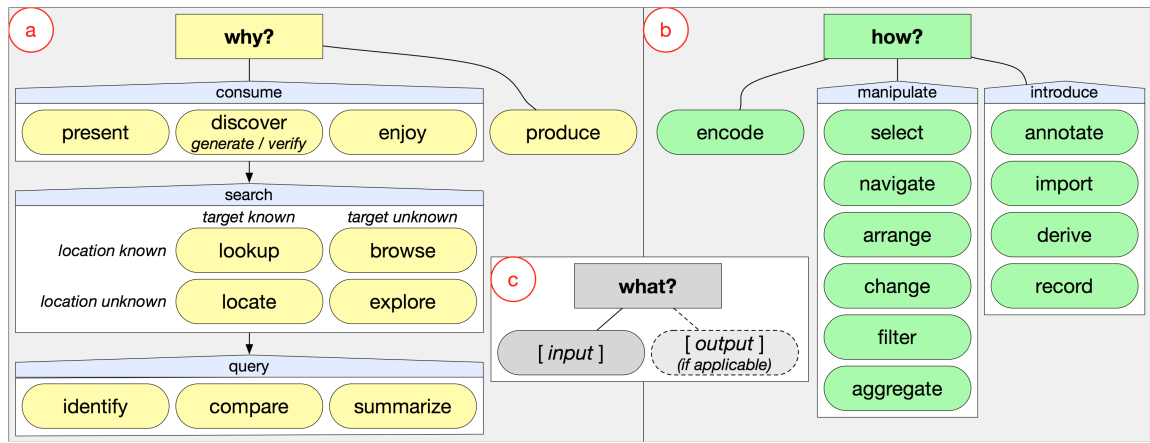 a
why?
consume
present
discover
generate / verify
enjoy
produce
search
target known
target unknown
location known
lookup
browse
location unknown
locate
explore
query
identify
compare
summarize
b
how?
encode
manipulate
select
navigate
arrange
change
filter
aggregate
introduce
annotate
import
derive
record
c
what?
[ input ]
[ output ]
(if applicable)